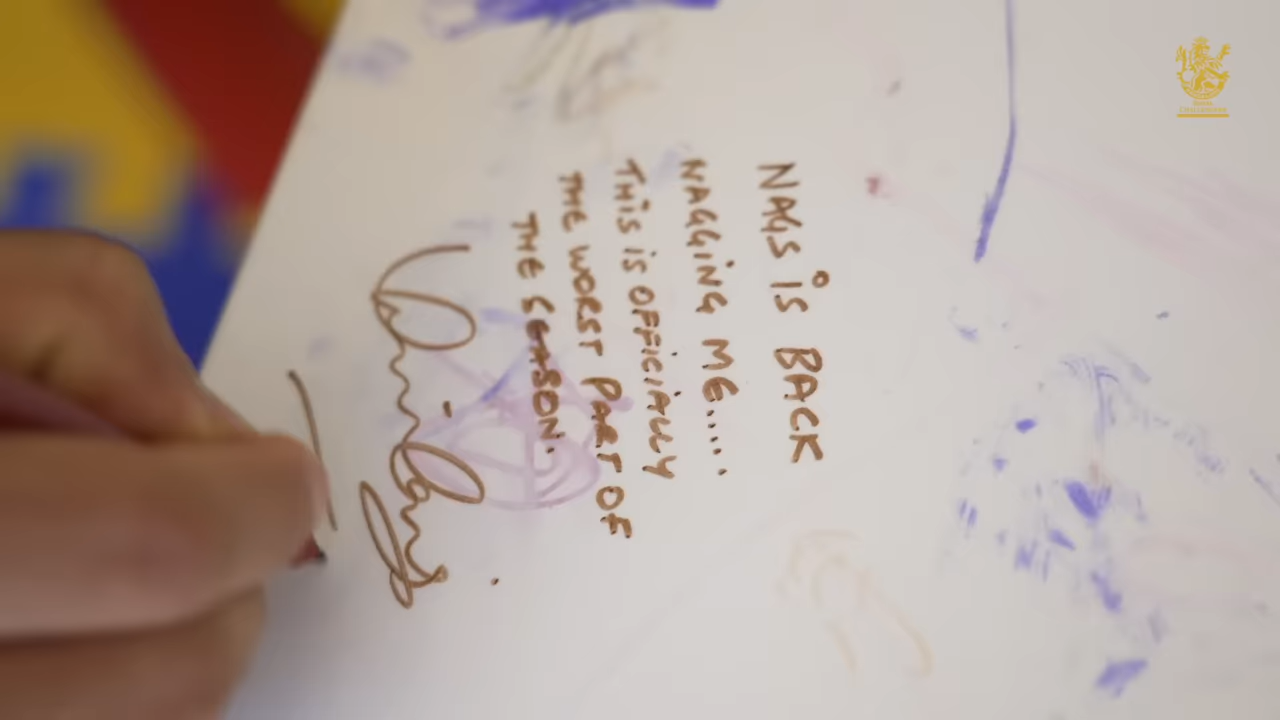 NAGS IS BACK
NAGGING ME.....
THIS IS OFFICIALLY
THE WORST PART OF
THE SEASON.